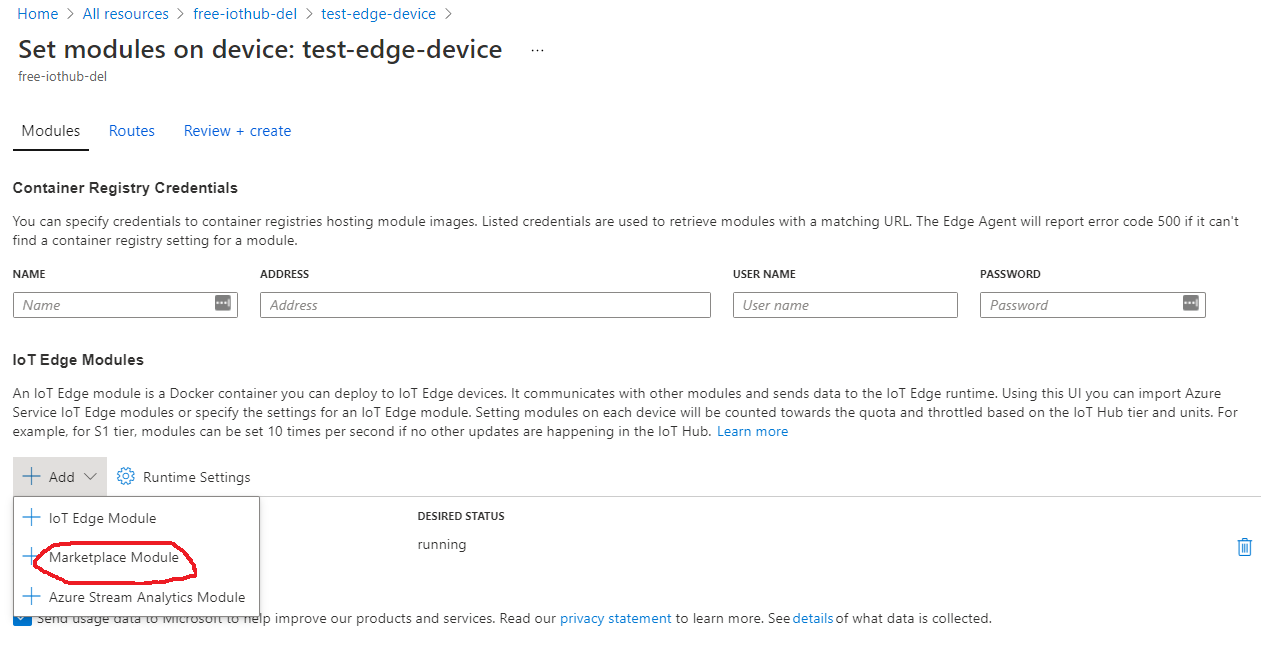 Home > All resources > free-iothub-del > test-edge-device >
Set modules on device: test-edge-device ...
free-iothub-del
Modules Routes Review + create
Container Registry Credentials
You can specify credentials to container registries hosting module images. Listed credentials are used to retrieve modules with a matching URL. The Edge Agent will report error code 500 if it can't
find a container registry setting for a module.
NAME ADDRESS USER NAME PASSWORD
Name Address User name Password
IoT Edge Modules
An IoT Edge module is a Docker container you can deploy to IoT Edge devices. It communicates with other modules and sends data to the IoT Edge runtime. Using this UI you can import Azure
Service IoT Edge modules or specify the settings for an IoT Edge module. Setting modules on each device will be counted towards the quota and throttled based on the IoT Hub tier and units. For
example, for S1 tier, modules can be set 10 times per second if no other updates are happening in the IoT Hub. Learn more
+ Add Runtime Settings
+ IoT Edge Module DESIRED STATUS
running
+ Marketplace Module
+ Azure Stream Analytics Module
Send usage data to Microsoft to help improve our products and services. Read our privacy statement to learn more. See details of what data is collected.